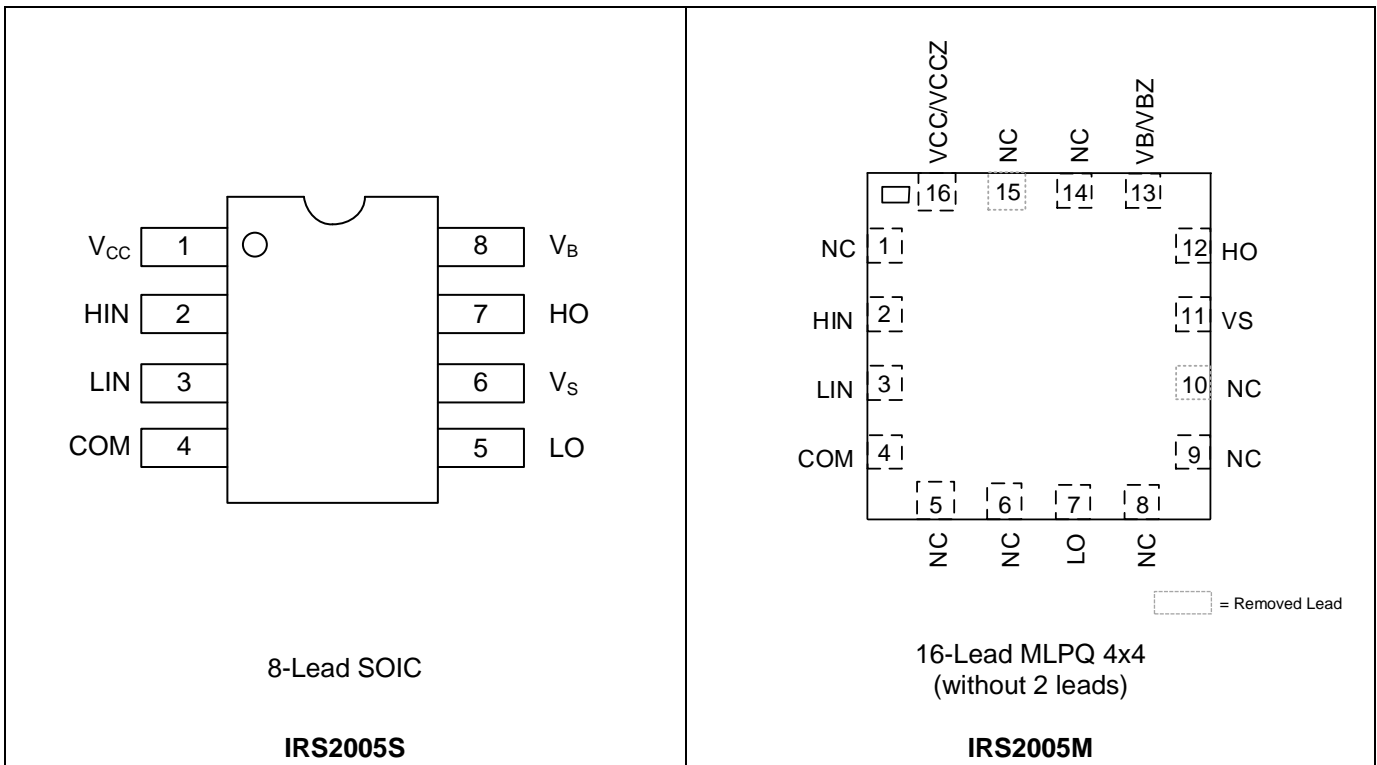 V_CC 1 8 V_B
HIN 2 7 HO
LIN 3 6 V_S
COM 4 5 LO
8-Lead SOIC
IRS2005S
VCC/VCCZ NC NC VB/VBZ
16 15 14 13
NC 1 12 HO
HIN 2 11 VS
LIN 3 10 NC
COM 4 9 NC
5 6 7 8
NC NC LO NC
= Removed Lead
16-Lead MLPQ 4x4
(without 2 leads)
IRS2005M